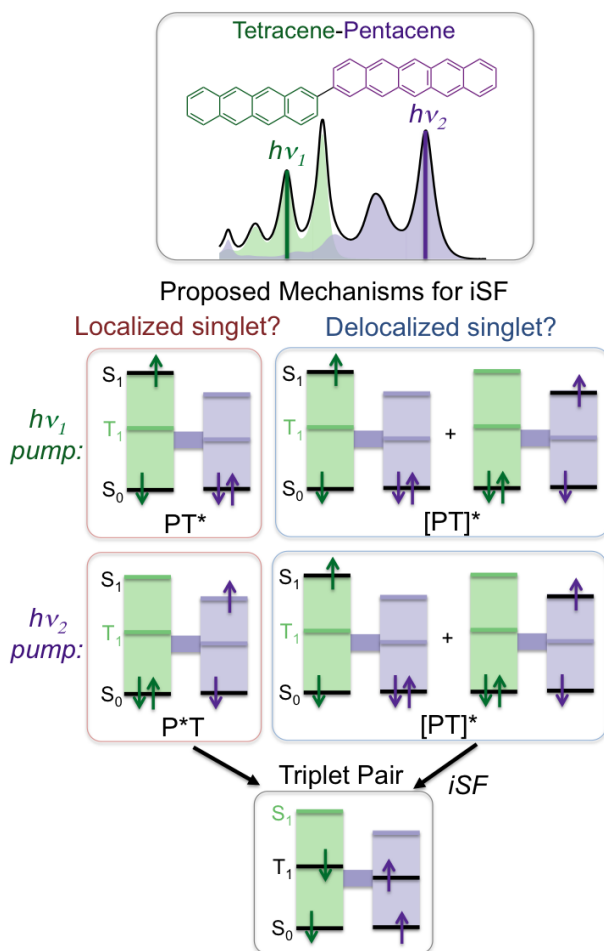 Tetracene-Pentacene
hν₂
hν₁
Proposed Mechanisms for iSF
Localized singlet? Delocalized singlet?
hν₁
pump:
S₁
T₁
S₀
PT*
S₁
T₁
S₀
+
[PT]*
hν₂
pump:
S₁
T₁
S₀
P*T
S₁
T₁
S₀
+
[PT]*
Triplet Pair
iSF
S₁
T₁
S₀